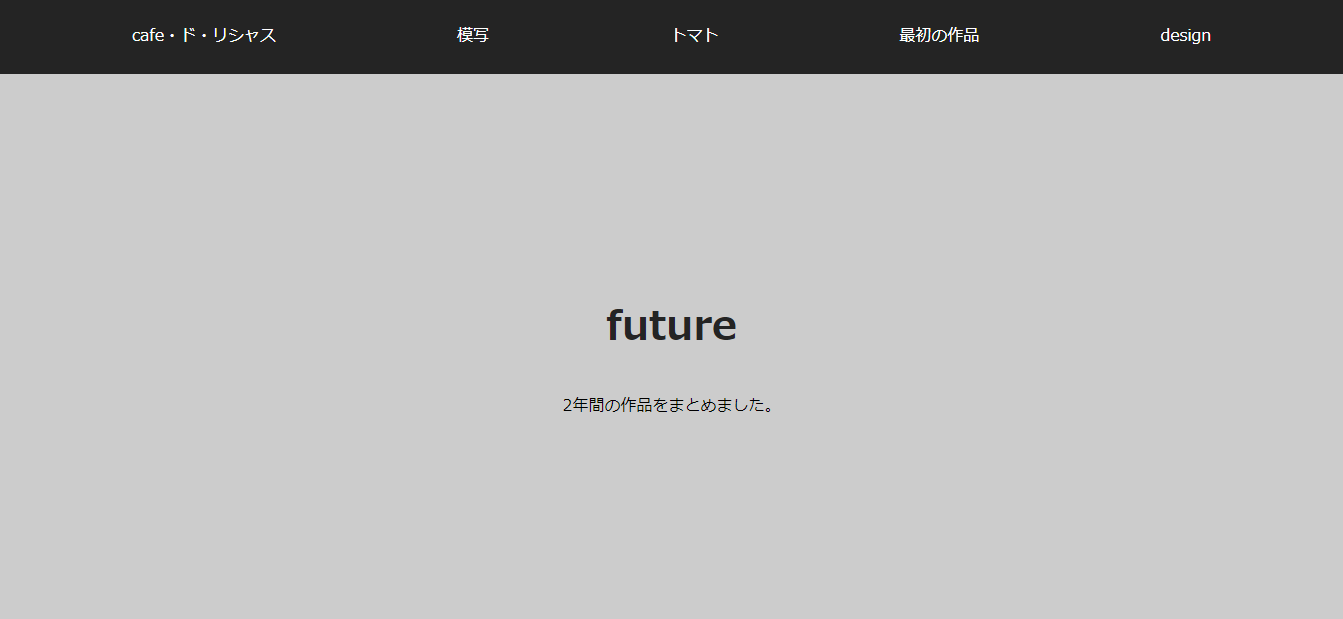 cafe・ド・リシャス 模写 トマト 最初の作品 design
future
2年間の作品をまとめました。